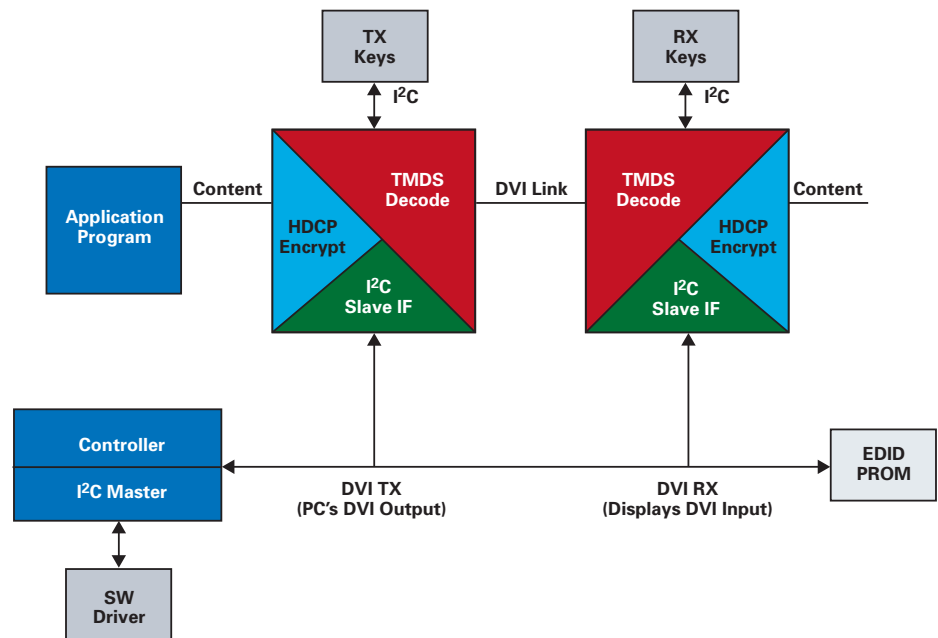 TX
Keys
RX
Keys
I²C
I²C
Application
Program
Content
HDCP
Encrypt
TMDS
Decode
I²C
Slave IF
DVI Link
TMDS
Decode
HDCP
Encrypt
I²C
Slave IF
Content
Controller
I²C Master
DVI TX
(PC's DVI Output)
DVI RX
(Displays DVI Input)
EDID
PROM
SW
Driver